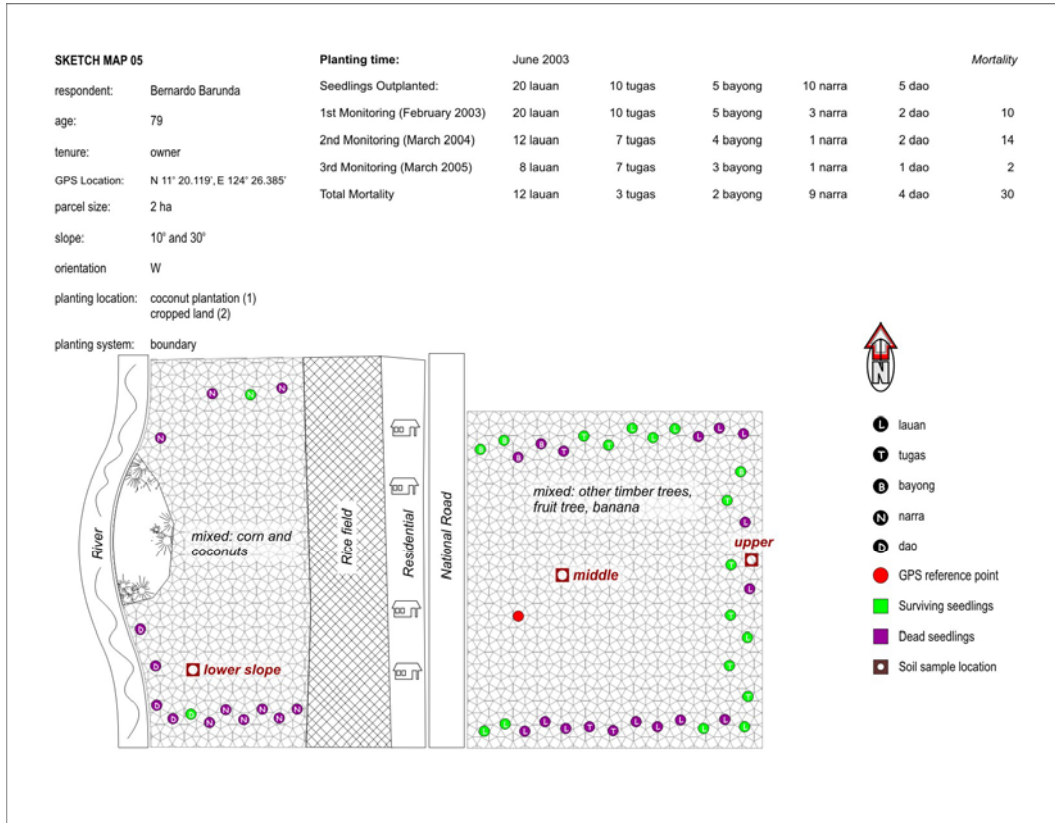 SKETCH MAP 05
respondent: Bernardo Barunda
age: 79
tenure: owner
GPS Location: N 11° 20.119', E 124° 26.385'
parcel size: 2 ha
slope: 10° and 30°
orientation W
planting location: coconut plantation (1)
cropped land (2)
planting system: boundary
Planting time: June 2003 Mortality
Seedlings Outplanted: 20 lauan 10 tugas 5 bayong 10 narra 5 dao
1st Monitoring (February 2003) 20 lauan 10 tugas 5 bayong 3 narra 2 dao 10
2nd Monitoring (March 2004) 12 lauan 7 tugas 4 bayong 1 narra 2 dao 14
3rd Monitoring (March 2005) 8 lauan 7 tugas 3 bayong 1 narra 1 dao 2
Total Mortality 12 lauan 3 tugas 2 bayong 9 narra 4 dao 30
River
mixed: corn and
coconuts
lower slope
Rice field
Residential
National Road
mixed: other timber trees,
fruit tree, banana
middle
upper
N
L lauan
T tugas
B bayong
N narra
D dao
GPS reference point
Surviving seedlings
Dead seedlings
Soil sample location